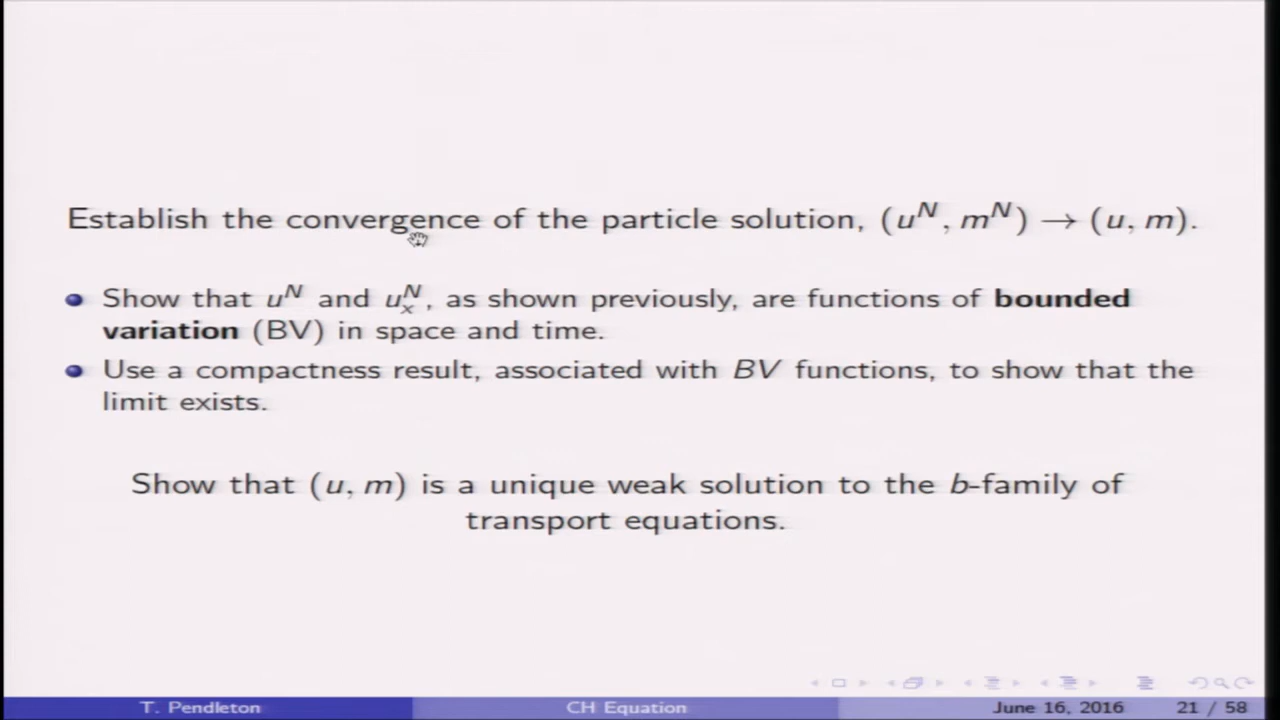 Establish the convergence of the particle solution, (u^N, m^N) → (u, m).
Show that u^N and u_x^N, as shown previously, are functions of bounded
variation (BV) in space and time.
Use a compactness result, associated with BV functions, to show that the
limit exists.
Show that (u, m) is a unique weak solution to the b-family of
transport equations.
T. Pendleton CH Equation June 16, 2016 21 / 58